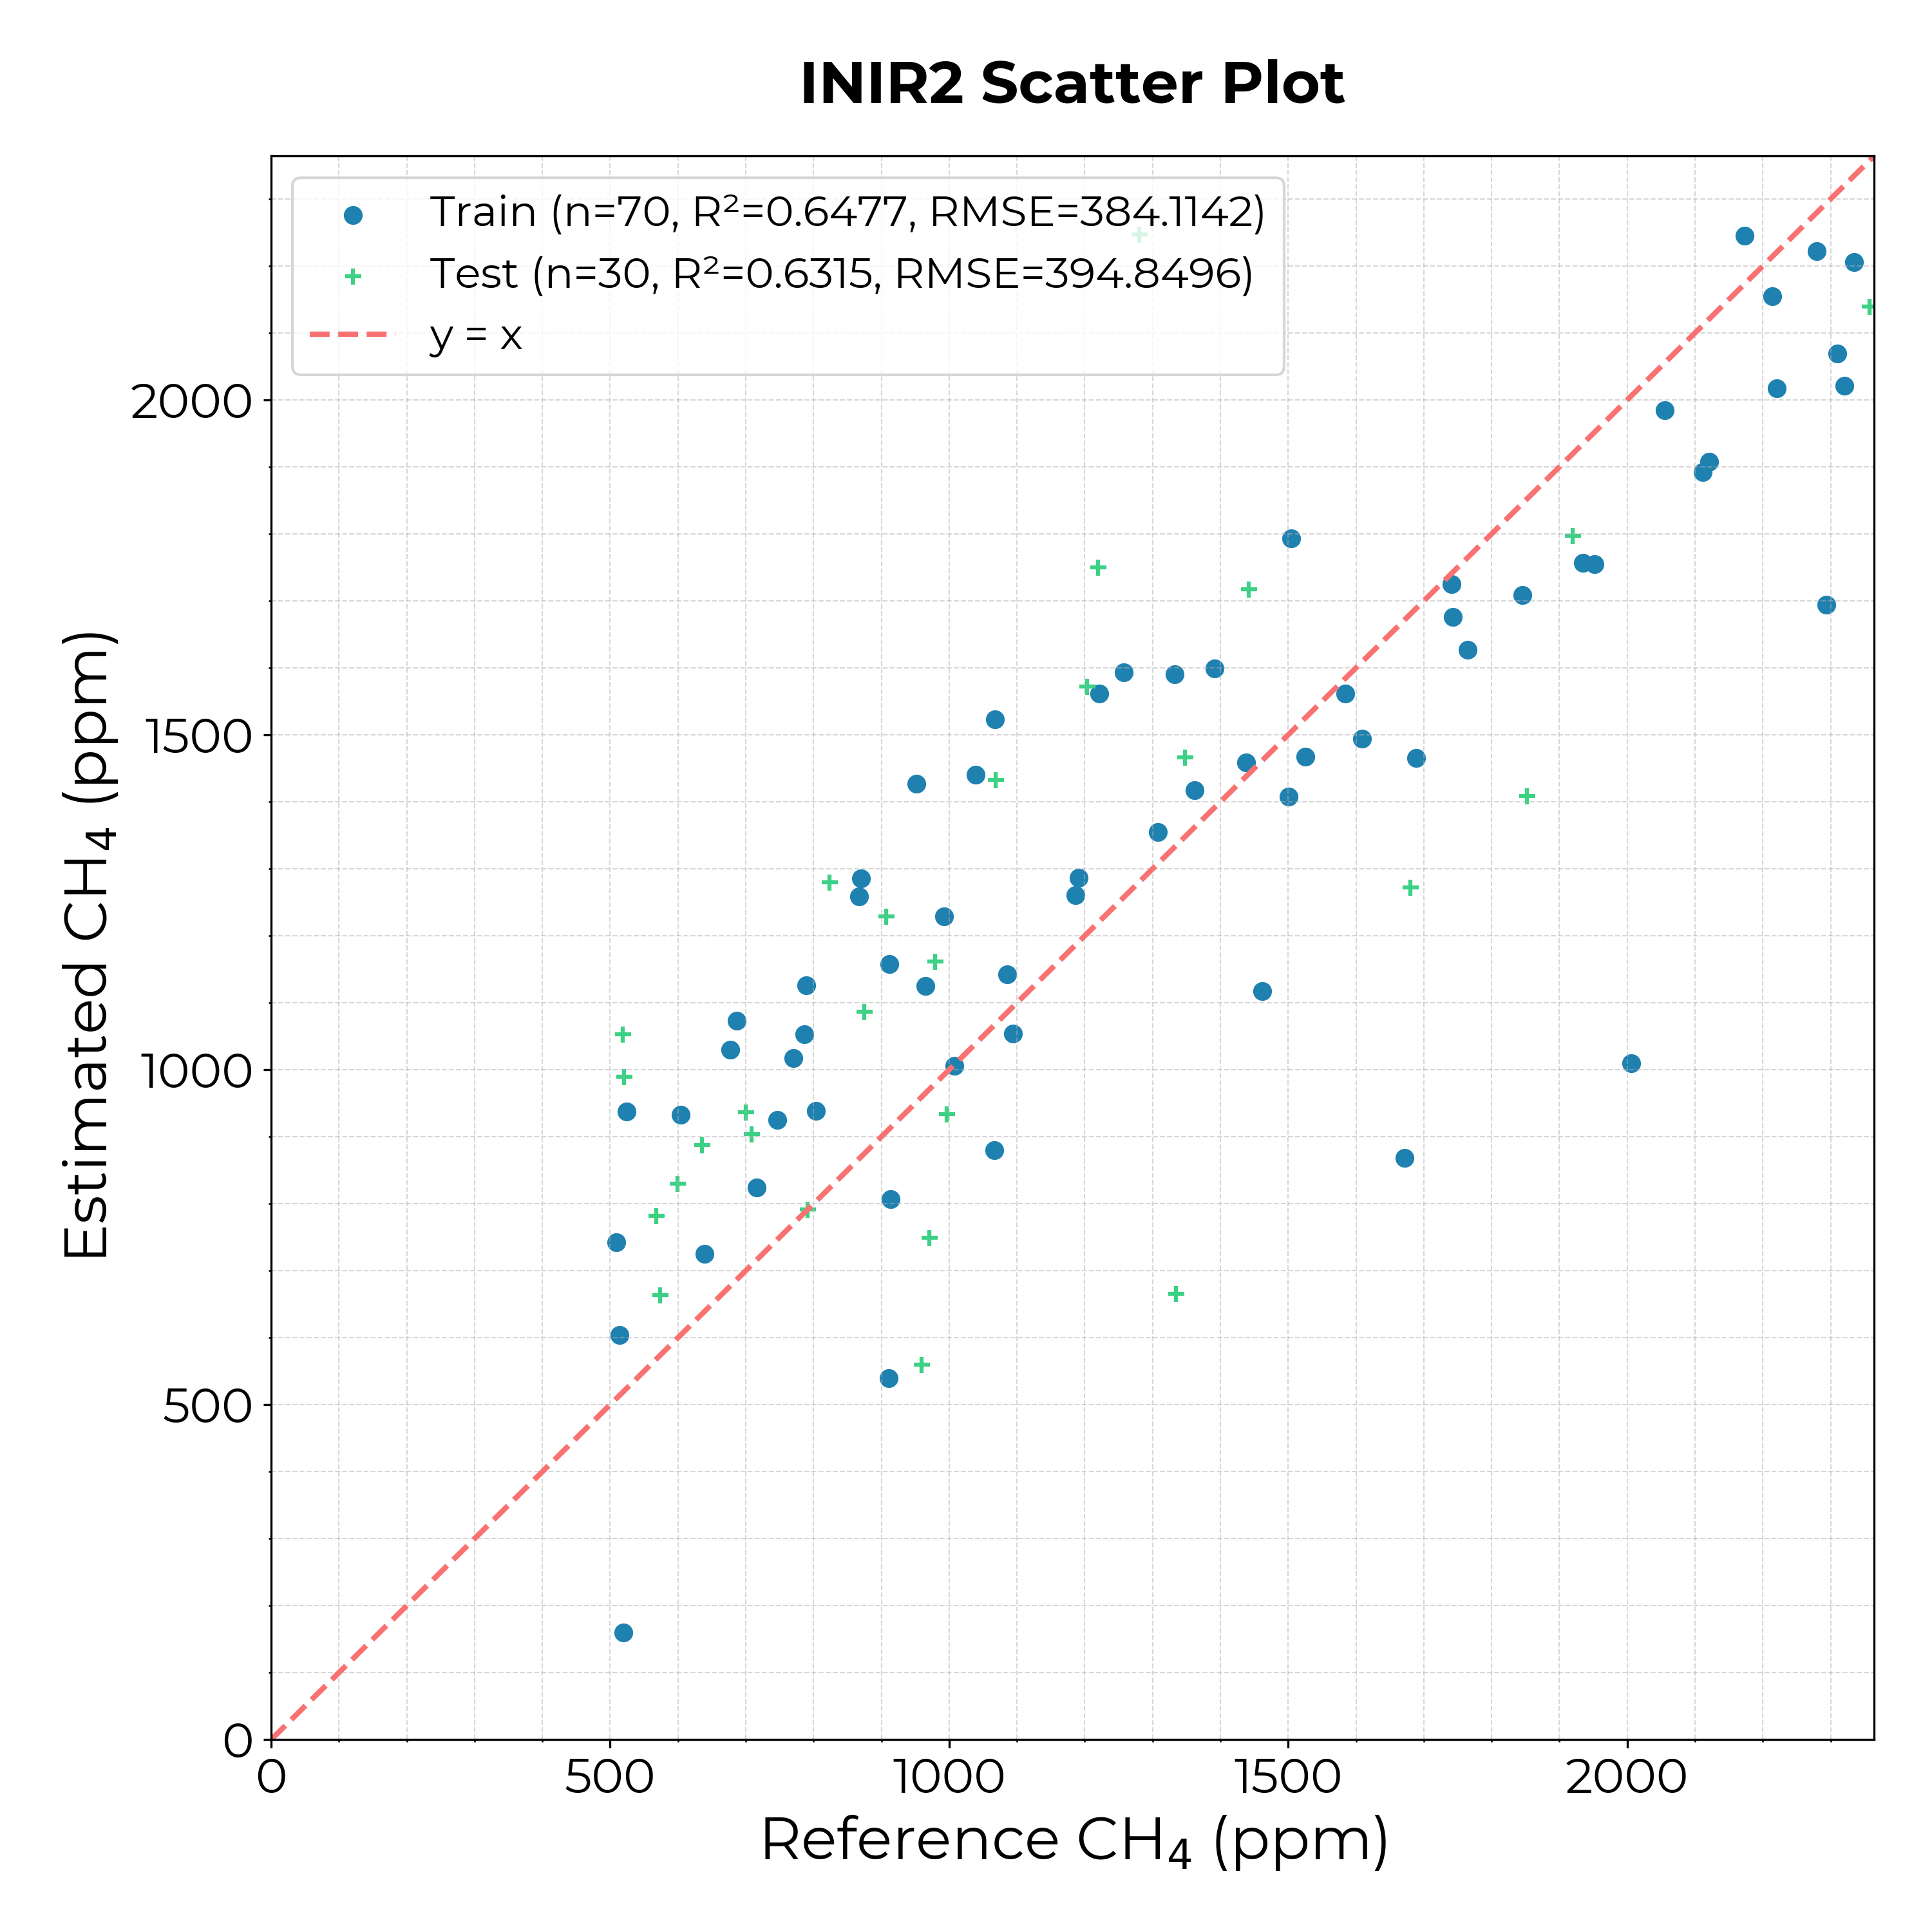 INIR2 Scatter Plot
Train (n=70, R²=0.6477, RMSE=384.1142)
Test (n=30, R²=0.6315, RMSE=394.8496)
y = x
Estimated CH₄ (ppm)
2000
1500
1000
500
0
0 500 1000 1500 2000
Reference CH₄ (ppm)